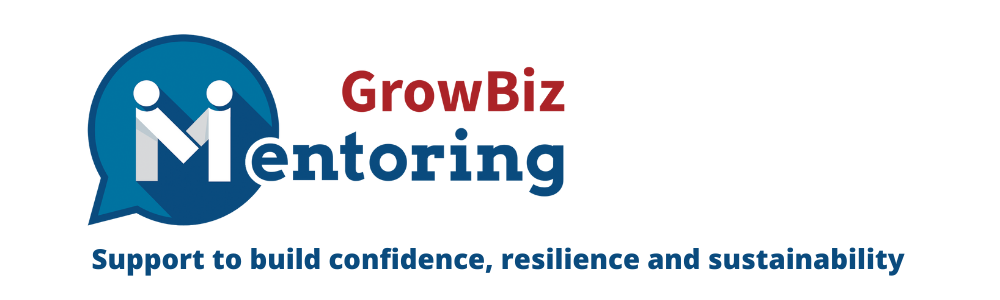 GrowBiz
Mentoring
Support to build confidence, resilience and sustainability